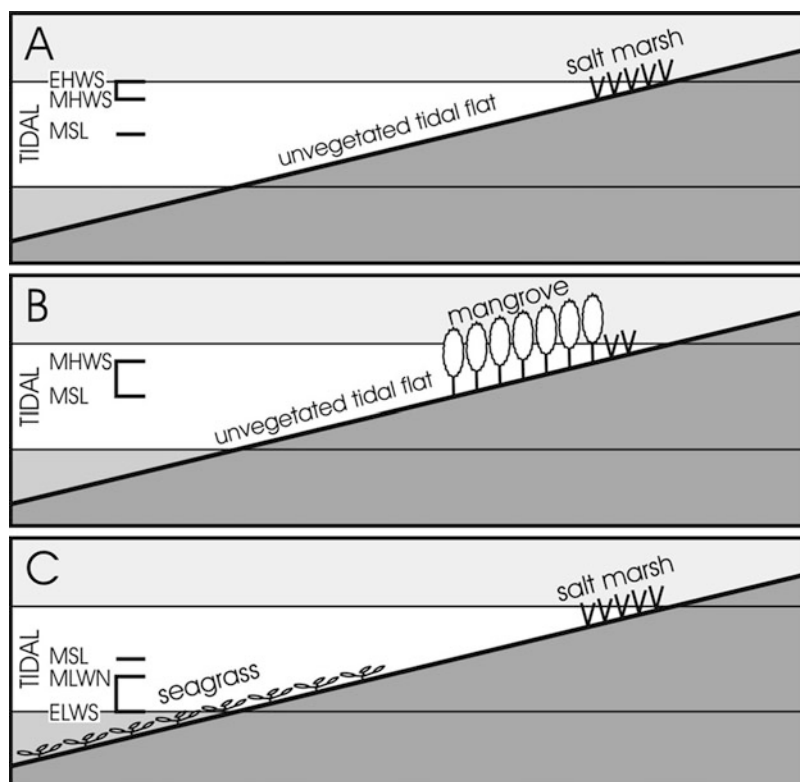 A
salt marsh
EHWS
MHWS
MSL
TIDAL
unvegetated tidal flat
B
mangrove
MHWS
MSL
TIDAL
unvegetated tidal flat
C
salt marsh
MSL
MLWN
ELWS
TIDAL
seagrass